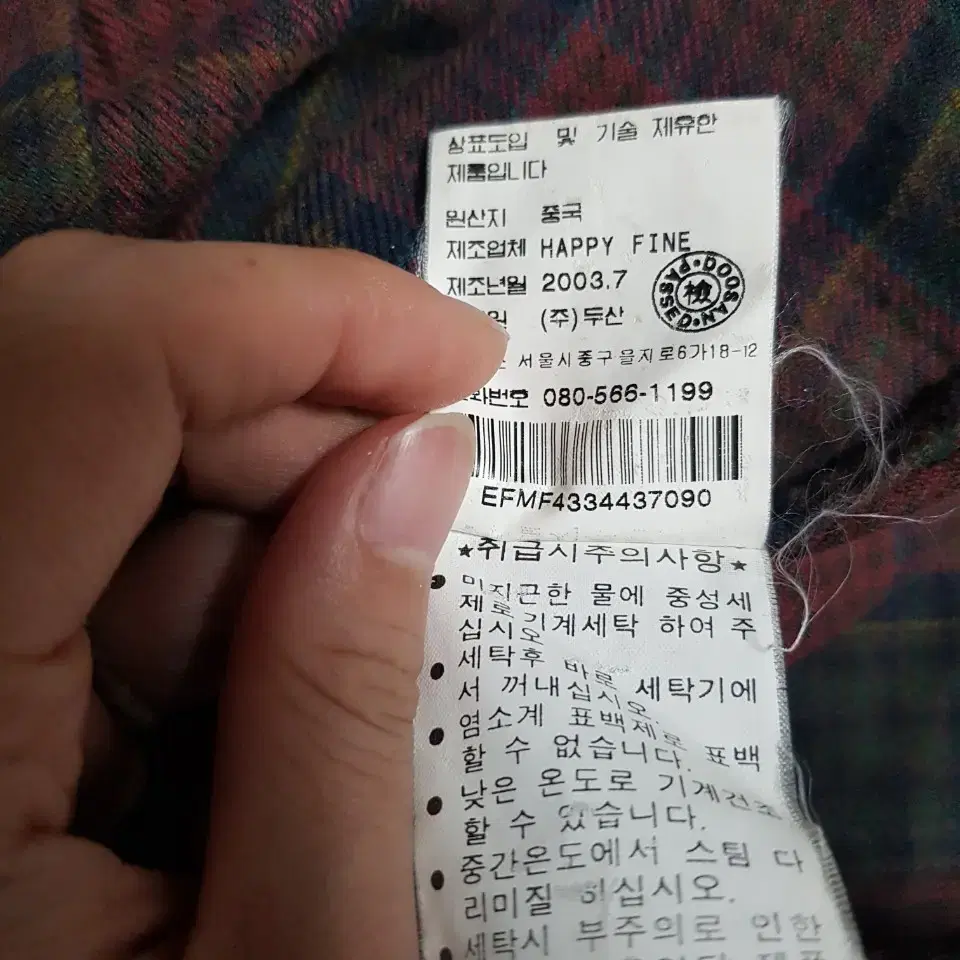 상표도입 및 기술 제휴한
제품입니다
원산지 중국
제조업체 HAPPY FINE
제조년월 2003.7
DOOSAN PASSED 檢
(주)두산
서울시중구을지로6가18-12
번호 080-566-1199
EFMF4334437090
★취급시주의사항★
● 미지근한 물에 중성세
제로 기계세탁 하여 주
십시오
● 세탁후 바로 세탁기에
서 꺼내십시오.
● 염소계 표백제로 표백
할 수 없습니다.
● 낮은 온도로 기계건조
할 수 있습니다.
● 중간온도에서 스팀 다
리미질 하십시오.
● 세탁시 부주의로 인한